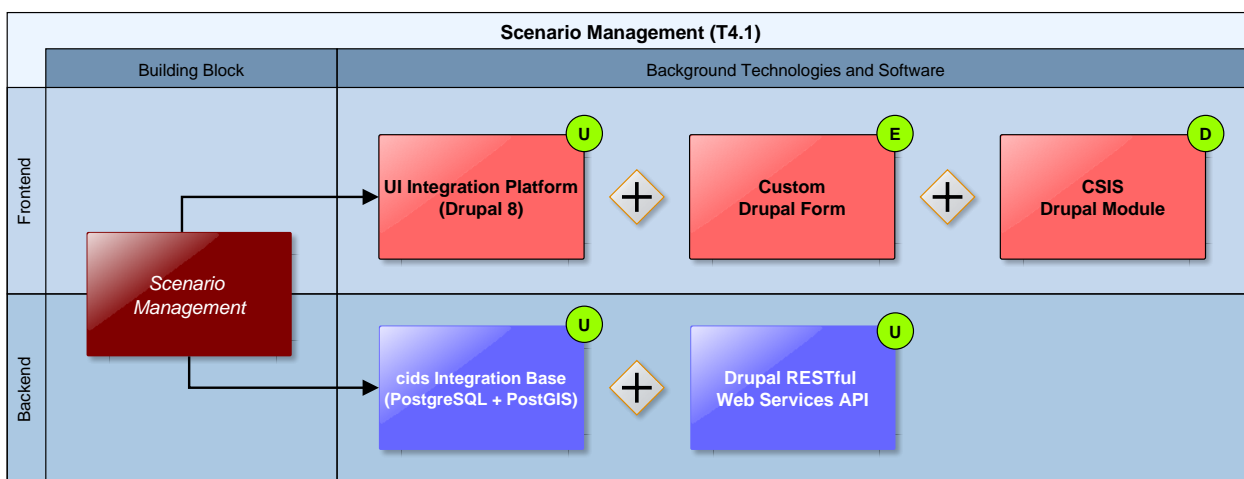 Scenario Management (T4.1)
Building Block
Background Technologies and Software
Frontend
U
UI Integration Platform
(Drupal 8)
E
Custom
Drupal Form
D
CSIS
Drupal Module
Scenario
Management
Backend
U
cids Integration Base
(PostgreSQL + PostGIS)
U
Drupal RESTful
Web Services API